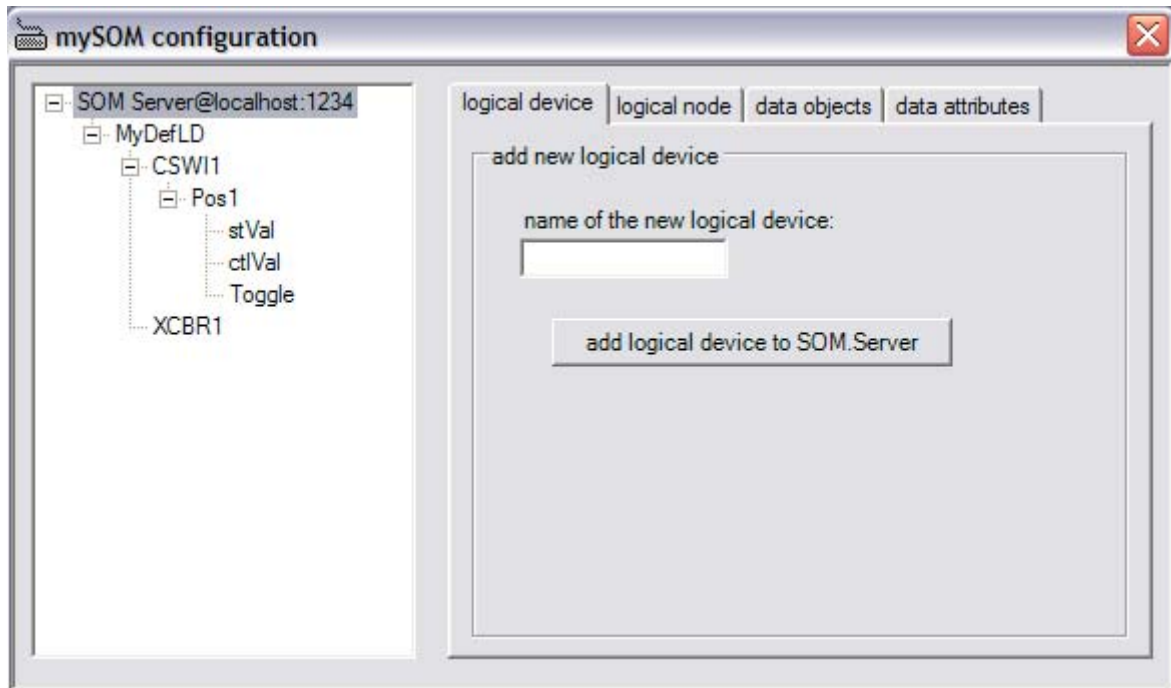 mySOM configuration
SOM Server@localhost:1234
MyDefLD
CSWI1
Pos1
stVal
ctlVal
Toggle
XCBR1
logical device
logical node
data objects
data attributes
add new logical device
name of the new logical device:
add logical device to SOM.Server